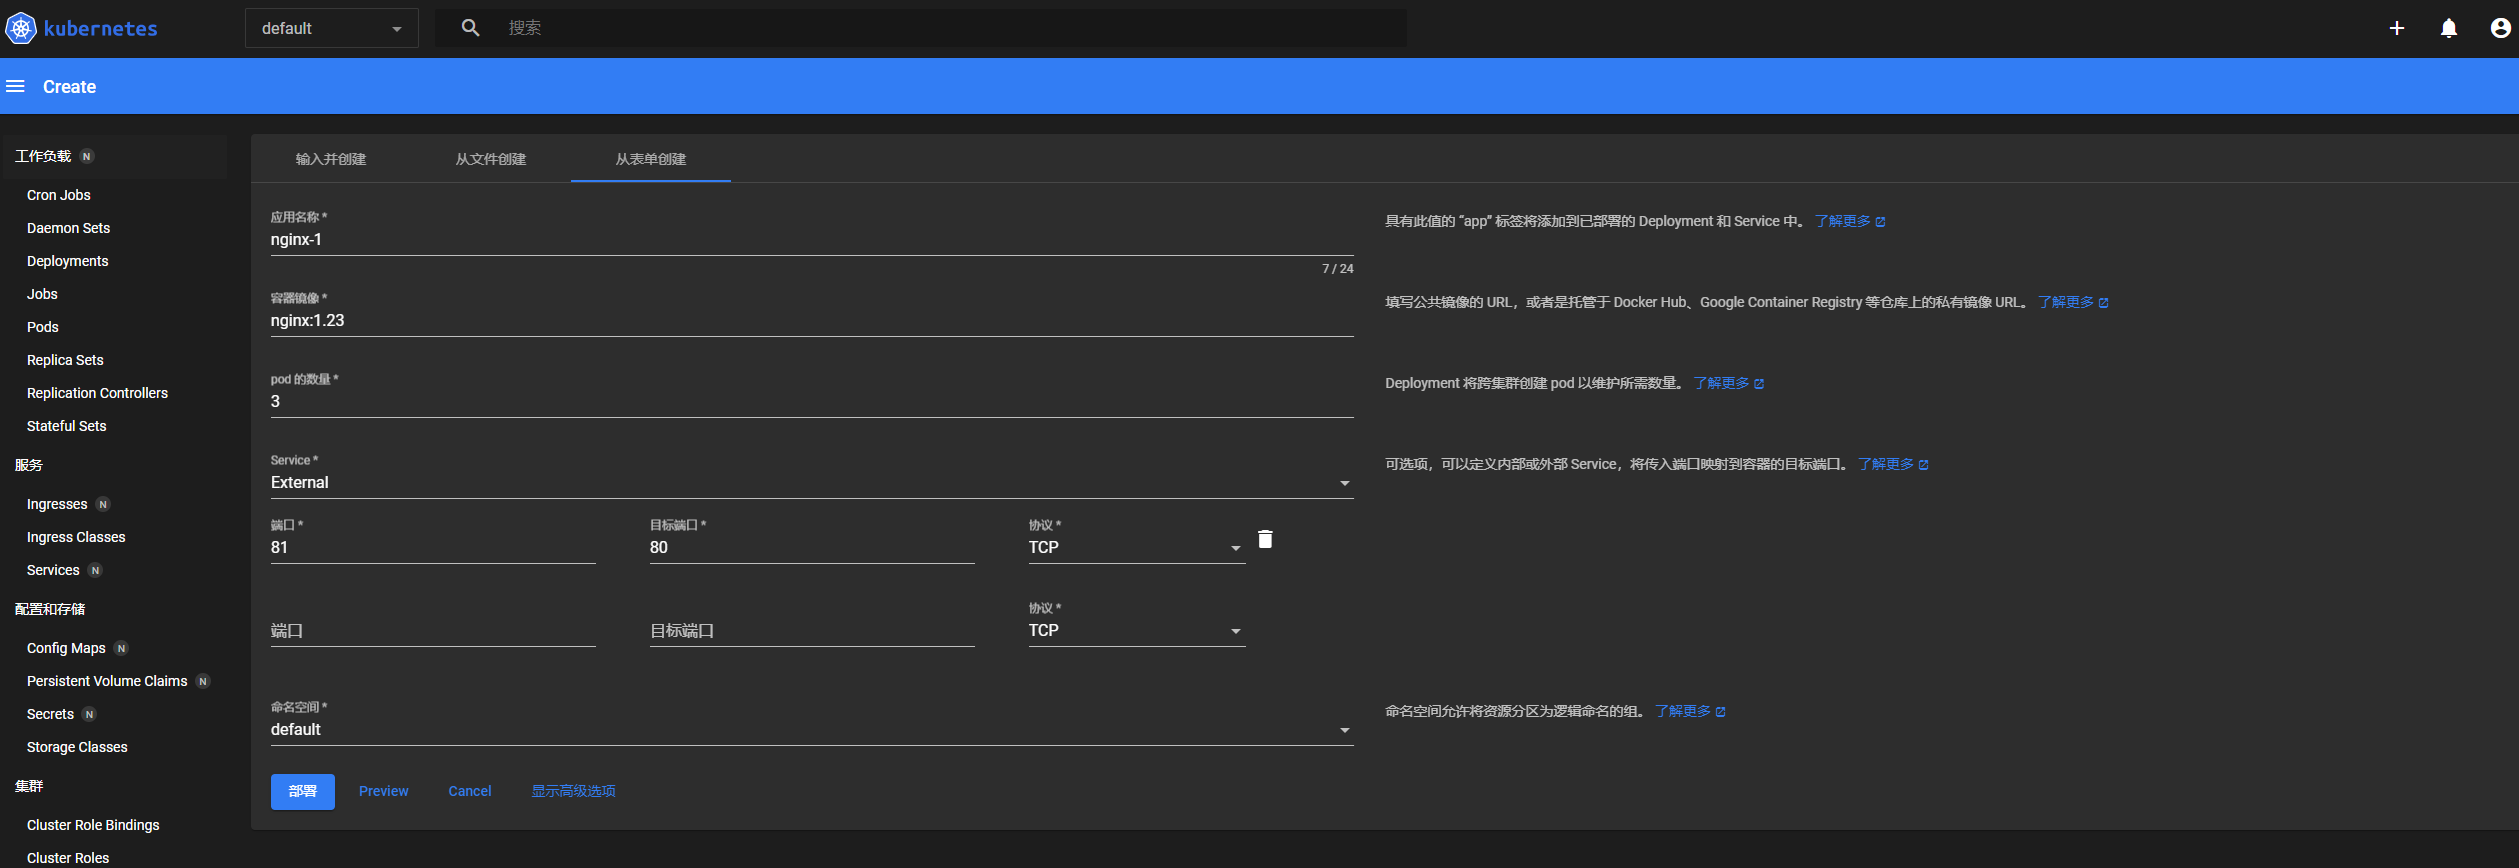 kubernetes
default
搜索
Create
工作负载 N
Cron Jobs
Daemon Sets
Deployments
Jobs
Pods
Replica Sets
Replication Controllers
Stateful Sets
服务
Ingresses N
Ingress Classes
Services N
配置和存储
Config Maps N
Persistent Volume Claims N
Secrets N
Storage Classes
集群
Cluster Role Bindings
Cluster Roles
输入并创建 从文件创建 从表单创建
应用名称 *
nginx-1
7 / 24
具有此值的 “app” 标签将添加到已部署的 Deployment 和 Service 中。 了解更多
容器镜像 *
nginx:1.23
填写公共镜像的 URL，或者是托管于 Docker Hub、Google Container Registry 等仓库上的私有镜像 URL。 了解更多
pod 的数量 *
3
Deployment 将跨集群创建 pod 以维护所需数量。 了解更多
Service *
External
可选项，可以定义内部或外部 Service，将传入端口映射到容器的目标端口。 了解更多
端口 * 目标端口 * 协议 *
81 80 TCP
协议 *
端口 目标端口 TCP
命名空间 *
default
命名空间允许将资源分区为逻辑命名的组。 了解更多
部署 Preview Cancel 显示高级选项